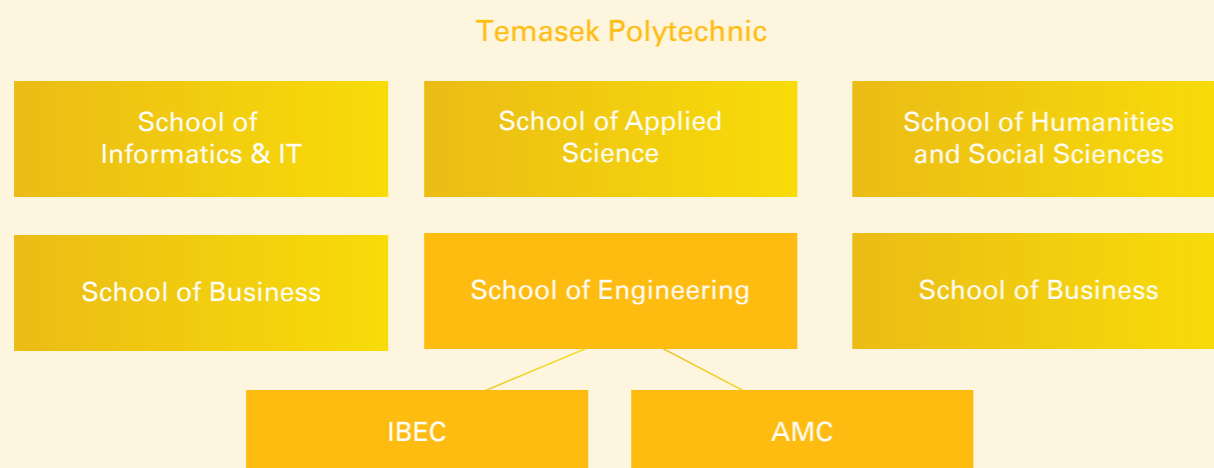 Temasek Polytechnic
School of
Informatics & IT
School of Applied
Science
School of Humanities
and Social Sciences
School of Business
School of Engineering
School of Business
IBEC
AMC